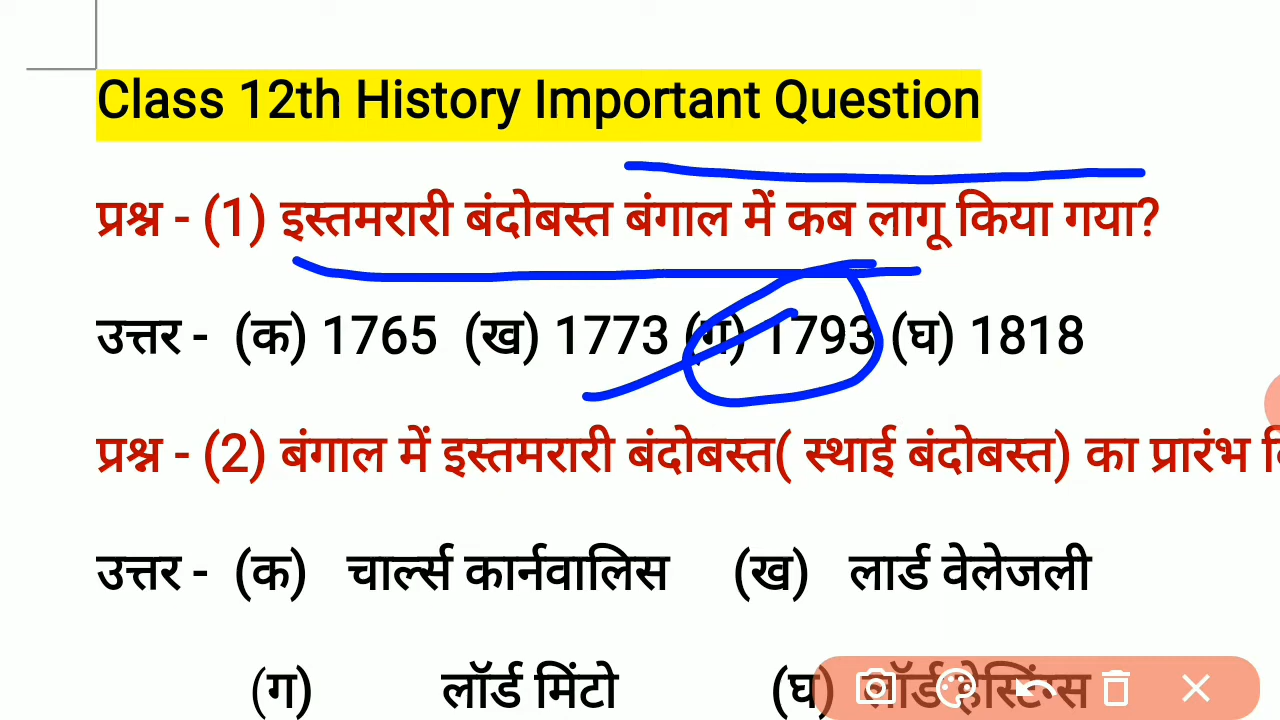 Class 12th History Important Question
प्रश्न - (1) इस्तमरारी बंदोबस्त बंगाल में कब लागू किया गया?
उत्तर - (क) 1765 (ख) 1773 (ग) 1793 (घ) 1818
प्रश्न - (2) बंगाल में इस्तमरारी बंदोबस्त( स्थाई बंदोबस्त) का प्रारंभ
उत्तर - (क) चार्ल्स कार्नवालिस (ख) लार्ड वेलेजली
(ग) लॉर्ड मिंटो (घ) लॉर्ड हेस्टिंग्स